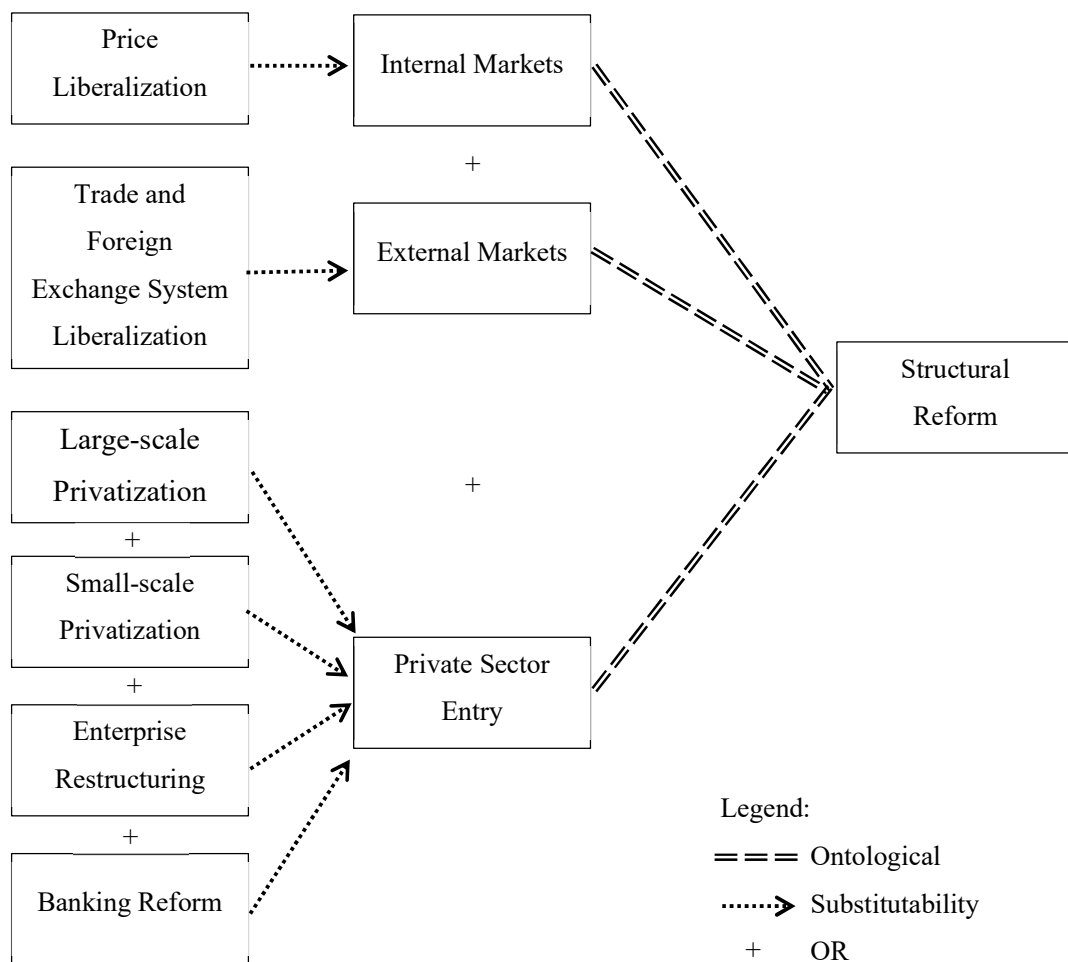 Price
Liberalization
Internal Markets
+
Trade and
Foreign
Exchange System
Liberalization
External Markets
Structural
Reform
Large-scale
Privatization
+
+
Small-scale
Privatization
+
Private Sector
Entry
Enterprise
Restructuring
+
Banking Reform
Legend:
Ontological
Substitutability
+ OR